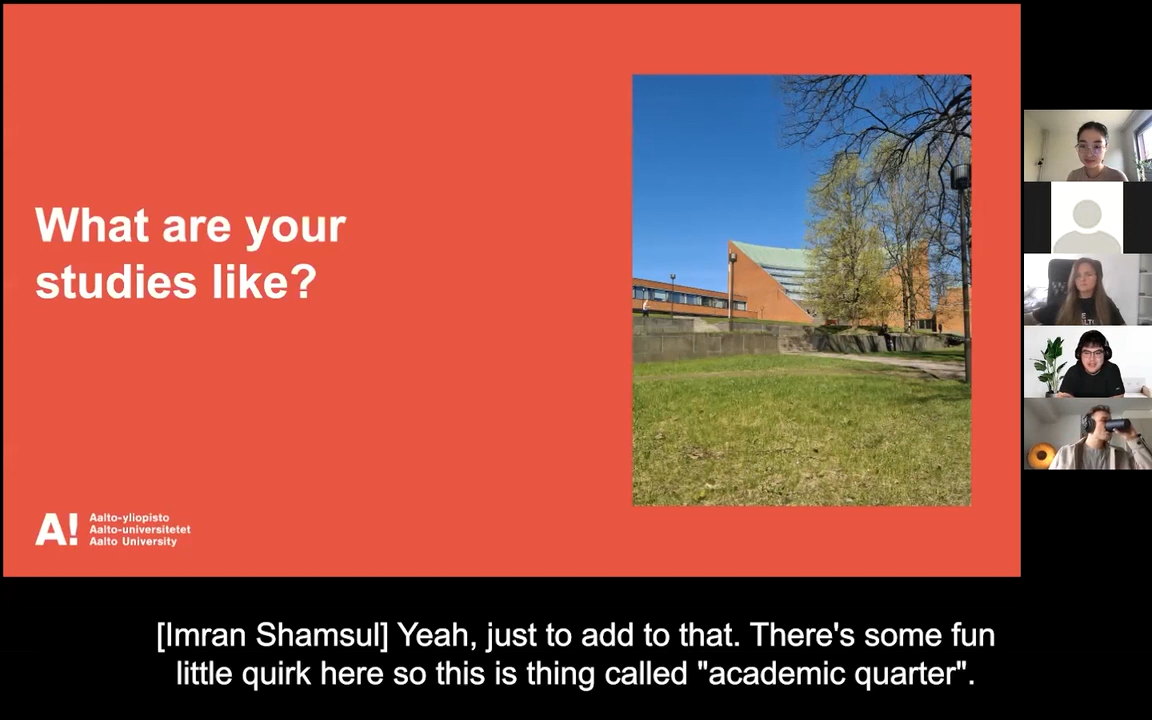 What are your
studies like?
A!
Aalto-yliopisto
Aalto-universitetet
Aalto University
[Imran Shamsul] Yeah, just to add to that. There's some fun
little quirk here so this is thing called "academic quarter".